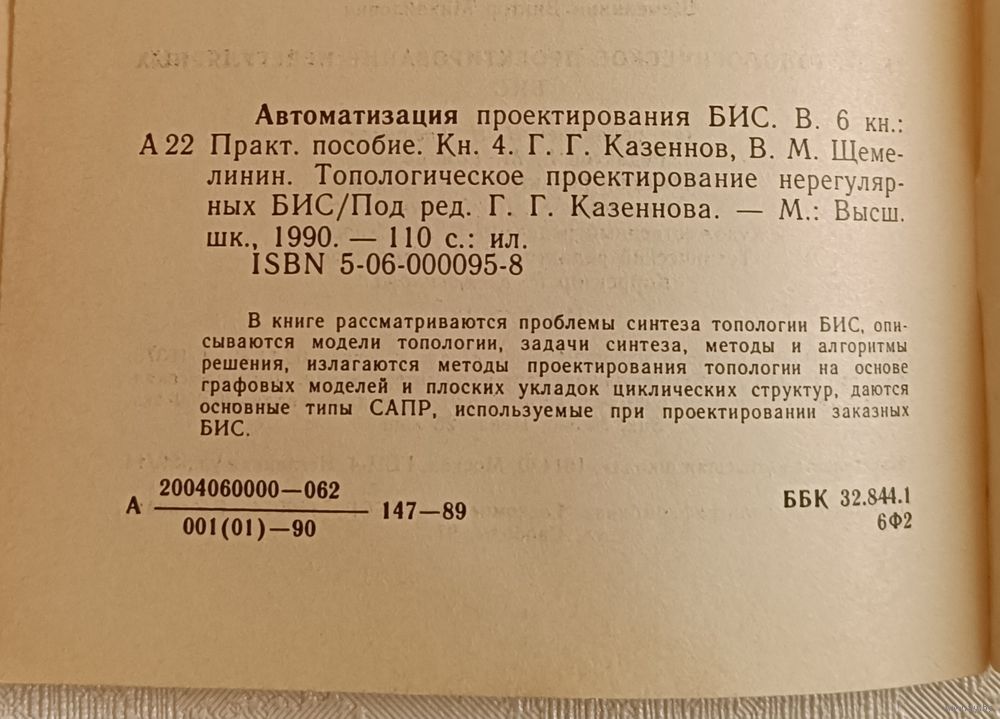 Автоматизация проектирования БИС. В. 6 кн.:
А 22 Практ. пособие. Кн. 4. Г. Г. Казеннов, В. М. Щеме-
линин. Топологическое проектирование нерегуляр-
ных БИС/Под ред. Г. Г. Казеннова. — М.: Высш.
шк., 1990. — 110 с.: ил.
ISBN 5-06-000095-8
В книге рассматриваются проблемы синтеза топологии БИС, опи-
сываются модели топологии, задачи синтеза, методы и алгоритмы
решения, излагаются методы проектирования топологии на основе
графовых моделей и плоских укладок циклических структур, даются
основные типы САПР, используемые при проектировании заказных
БИС.
А 2004060000—062
001(01)—90 147—89
ББК 32.844.1
6Ф2